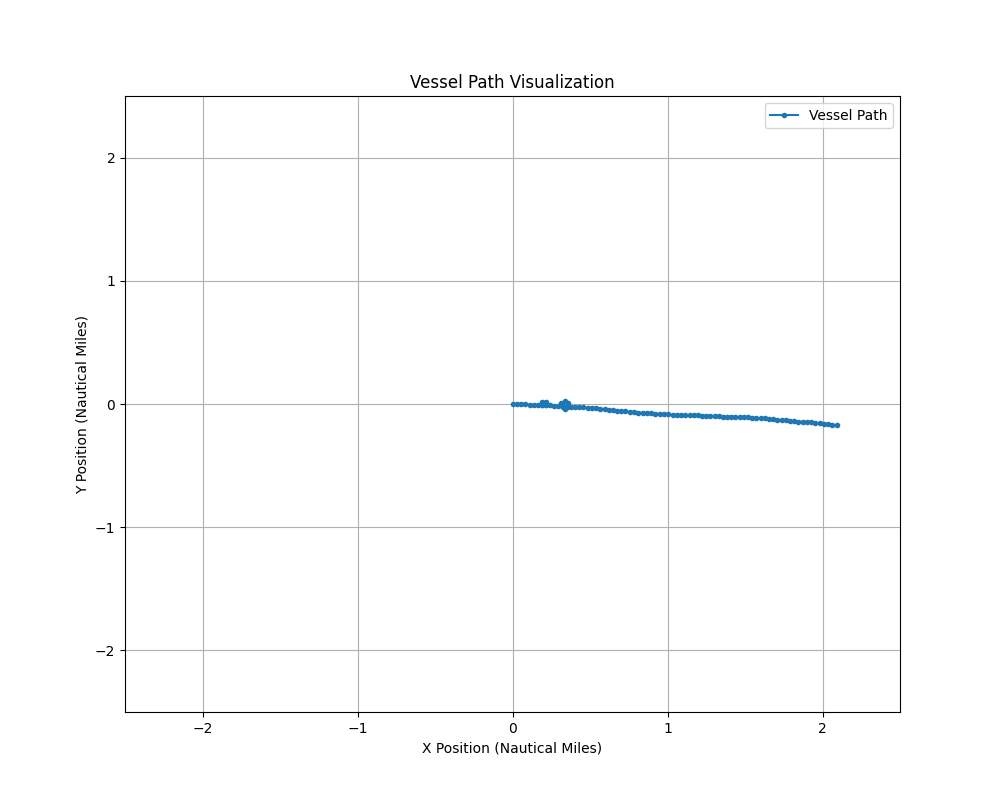 Vessel Path Visualization
Vessel Path
2
1
0
−1
−2
Y Position (Nautical Miles)
−2 −1 0 1 2
X Position (Nautical Miles)